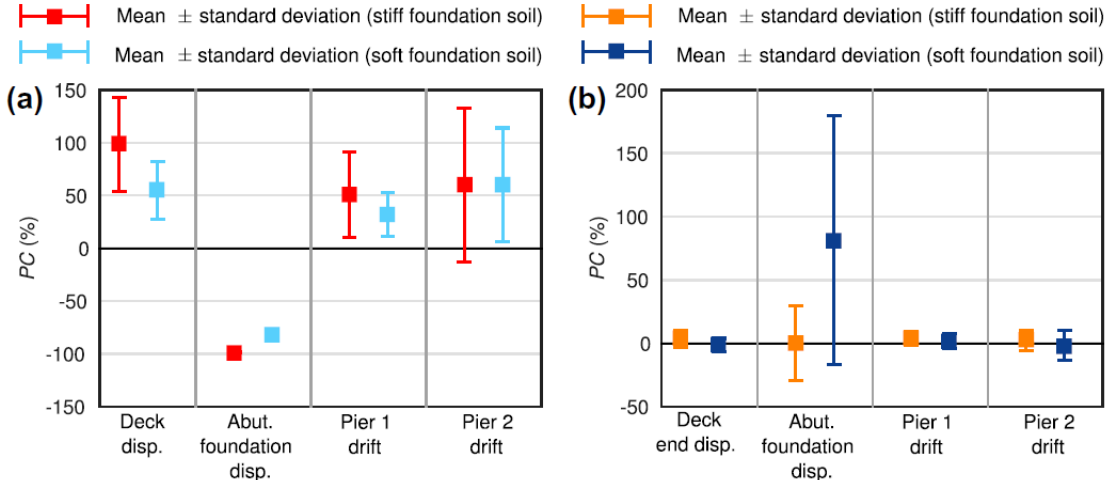 Mean ± standard deviation (stiff foundation soil)
Mean ± standard deviation (soft foundation soil)
Mean ± standard deviation (stiff foundation soil)
Mean ± standard deviation (soft foundation soil)
(a)
150
100
50
0
-50
-100
-150
PC (%)
Deck
disp.
Abut.
foundation
disp.
Pier 1
drift
Pier 2
drift
(b)
200
150
100
50
0
-50
PC (%)
Deck
end disp.
Abut.
foundation
disp.
Pier 1
drift
Pier 2
drift